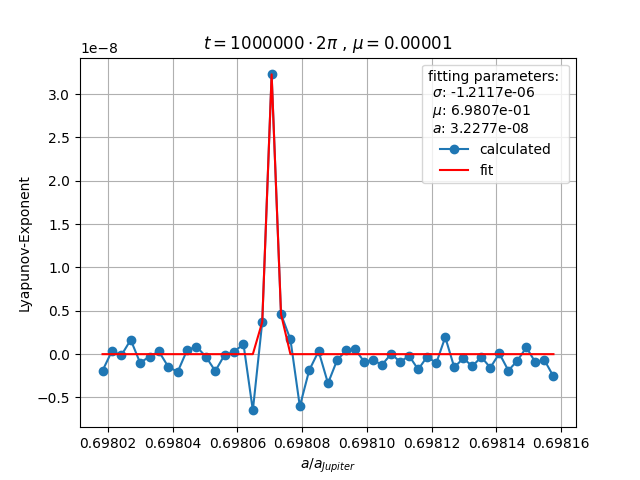 t = 1000000 · 2π , μ = 0.00001
1e−8
fitting parameters:
σ: -1.2117e-06
μ: 6.9807e-01
a: 3.2277e-08
calculated
fit
3.0
2.5
2.0
1.5
1.0
0.5
0.0
−0.5
Lyapunov-Exponent
0.69802 0.69804 0.69806 0.69808 0.69810 0.69812 0.69814 0.69816
a/a_Jupiter